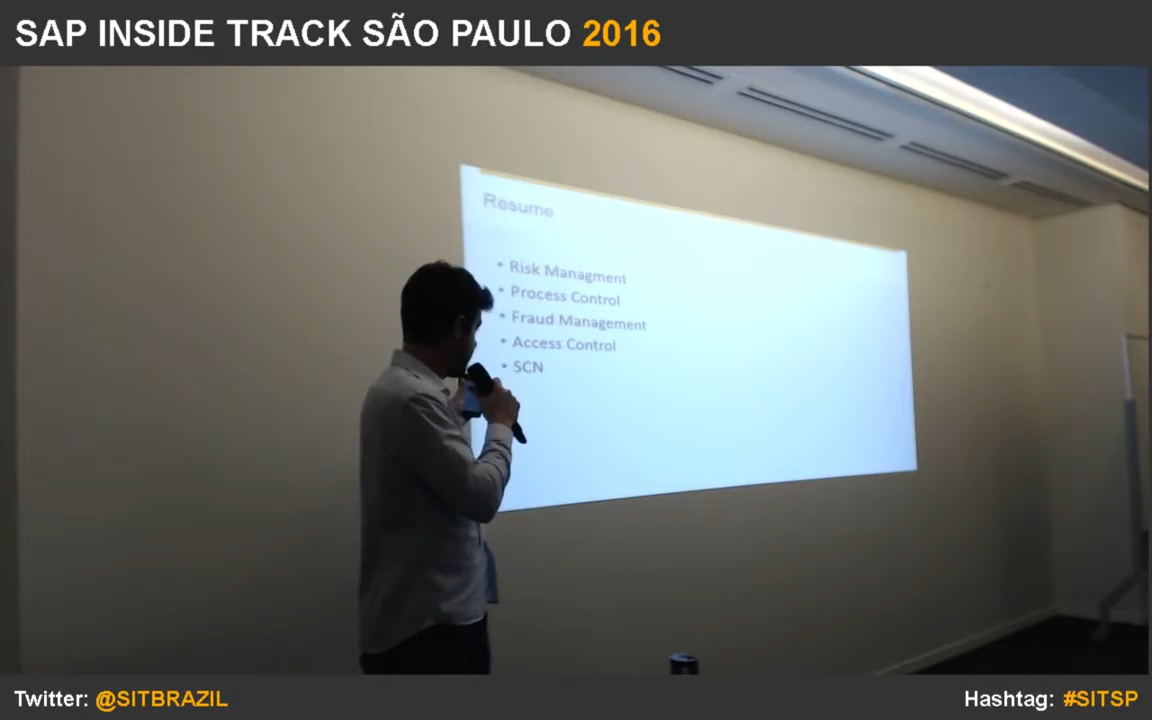 SAP INSIDE TRACK SÃO PAULO 2016
Resume
• Risk Managment
• Process Control
• Fraud Management
• Access Control
• SCN
Twitter: @SITBRAZIL
Hashtag: #SITSP